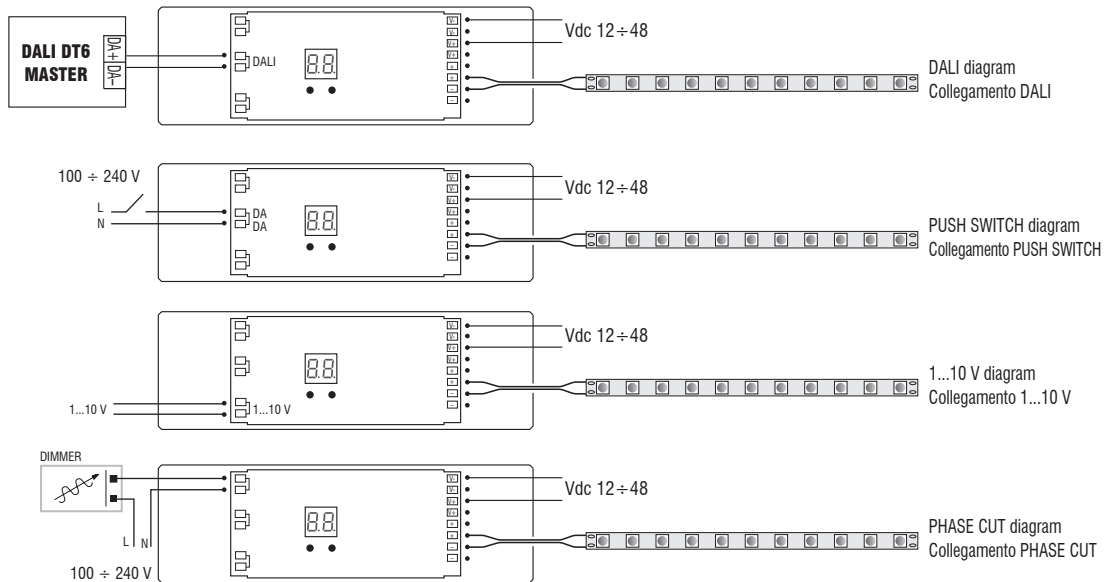 DALI DT6
MASTER
DA+
DA-
DALI
8.8.
V-
V-
V+
V+
+
+
-
-
Vdc 12÷48
DALI diagram
Collegamento DALI
100 ÷ 240 V
L
N
DA
DA
8.8.
V-
V-
V+
V+
+
+
-
-
Vdc 12÷48
PUSH SWITCH diagram
Collegamento PUSH SWITCH
1...10 V
1...10 V
8.8.
V-
V-
V+
V+
+
+
-
-
Vdc 12÷48
1...10 V diagram
Collegamento 1...10 V
DIMMER
L
N
100 ÷ 240 V
8.8.
V-
V-
V+
V+
+
+
-
-
Vdc 12÷48
PHASE CUT diagram
Collegamento PHASE CUT